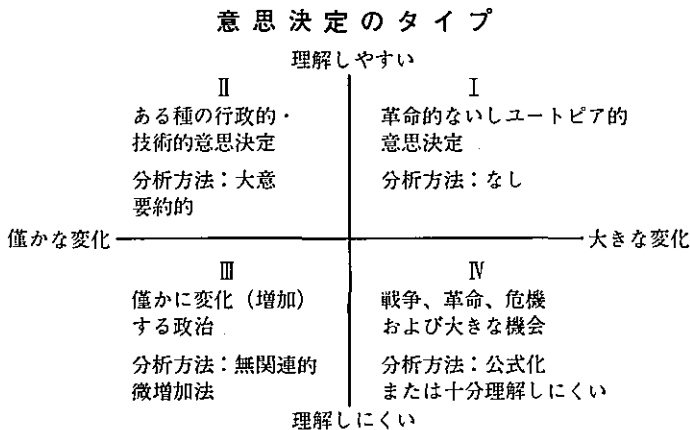 意思決定のタイプ
理解しやすい
Ⅱ
ある種の行政的・
技術的意思決定
分析方法：大意
要約的
Ⅰ
革命的ないしユートピア的
意思決定
分析方法：なし
僅かな変化
大きな変化
Ⅲ
僅かに変化（増加）
する政治
分析方法：無関連的
微増加法
Ⅳ
戦争、革命、危機
および大きな機会
分析方法：公式化
または十分理解しにくい
理解しにくい